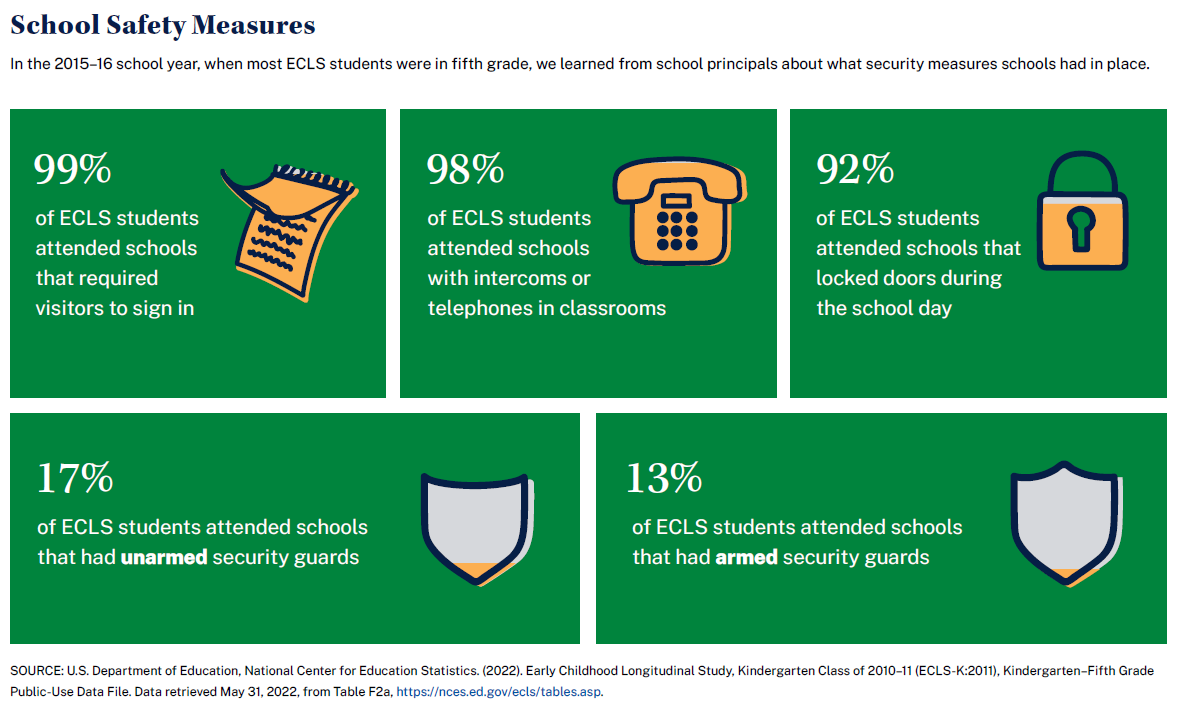 School Safety Measures
In the 2015–16 school year, when most ECLS students were in fifth grade, we learned from school principals about what security measures schools had in place.
99%
of ECLS students
attended schools
that required
visitors to sign in
98%
of ECLS students
attended schools
with intercoms or
telephones in classrooms
92%
of ECLS students
attended schools that
locked doors during
the school day
17%
of ECLS students attended schools
that had unarmed security guards
13%
of ECLS students attended schools
that had armed security guards
SOURCE: U.S. Department of Education, National Center for Education Statistics. (2022). Early Childhood Longitudinal Study, Kindergarten Class of 2010–11 (ECLS-K:2011), Kindergarten–Fifth Grade
Public-Use Data File. Data retrieved May 31, 2022, from Table F2a, https://nces.ed.gov/ecls/tables.asp.